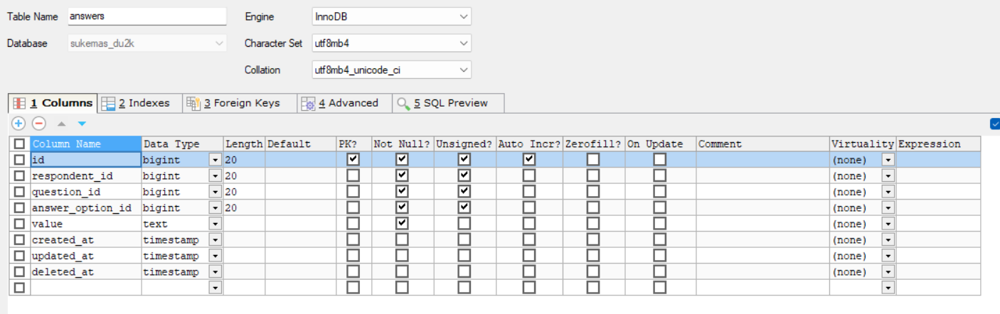 Table Name answers Engine InnoDB
Database sukemas_du2k Character Set utf8mb4
Collation utf8mb4_unicode_ci
1 Columns 2 Indexes 3 Foreign Keys 4 Advanced 5 SQL Preview
Column Name Data Type Length Default PK? Not Null? Unsigned? Auto Incr? Zerofill? On Update Comment Virtuality Expression
id bigint 20 (none)
respondent_id bigint 20 (none)
question_id bigint 20 (none)
answer_option_id bigint 20 (none)
value text (none)
created_at timestamp (none)
updated_at timestamp (none)
deleted_at timestamp (none)